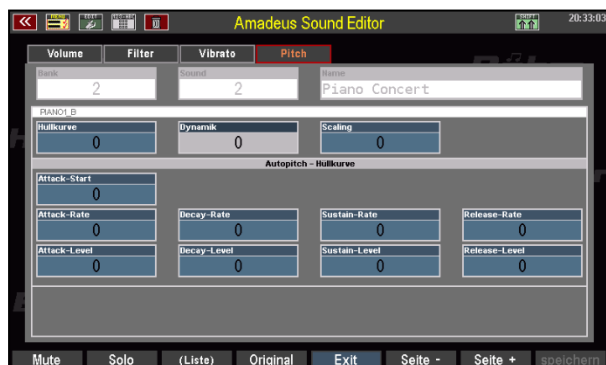 Amadeus Sound Editor
20:33:03
Volume Filter Vibrato Pitch
Bank Sound Name
2 2 Piano Concert
PIANO1_B
Hüllkurve Dynamik Scaling
0 0 0
Autopitch - Hüllkurve
Attack-Start
0
Attack-Rate Decay-Rate Sustain-Rate Release-Rate
0 0 0 0
Attack-Level Decay-Level Sustain-Level Release-Level
0 0 0 0
Mute Solo (Liste) Original Exit Seite - Seite + speichern